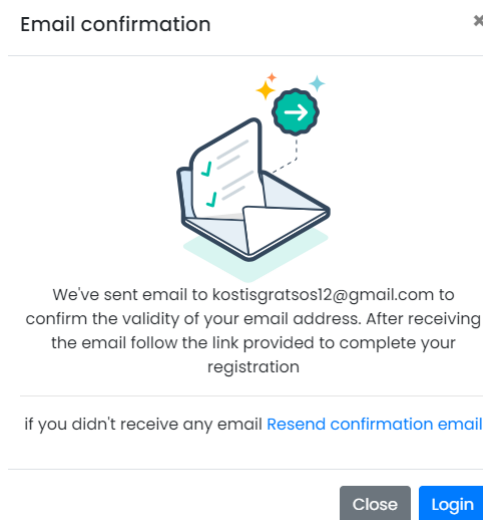 Email confirmation ×
We've sent email to kostisgratsos12@gmail.com to
confirm the validity of your email address. After receiving
the email follow the link provided to complete your
registration
if you didn't receive any email Resend confirmation email
Close Login